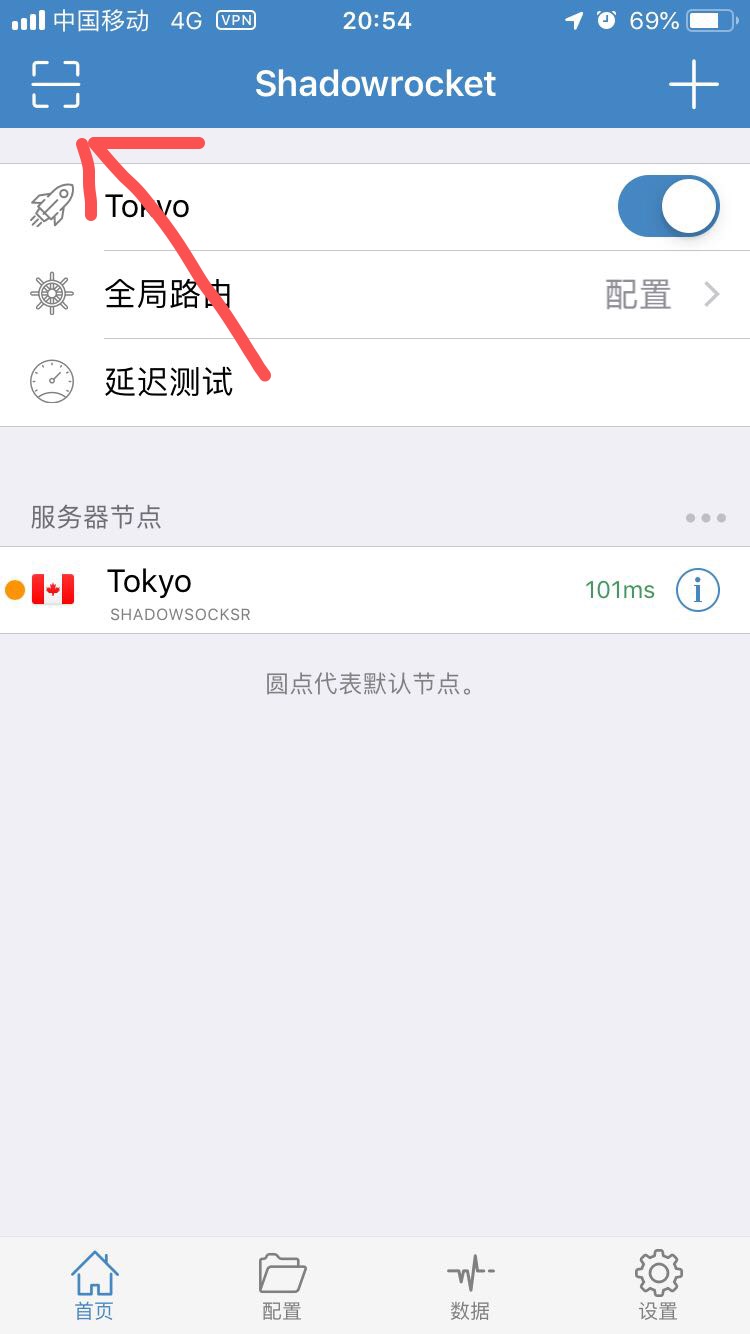 中国移动 4G VPN 20:54 69%
Shadowrocket
Tokyo
全局路由 配置
延迟测试
服务器节点
Tokyo 101ms
SHADOWSOCKSR
圆点代表默认节点。
首页 配置 数据 设置